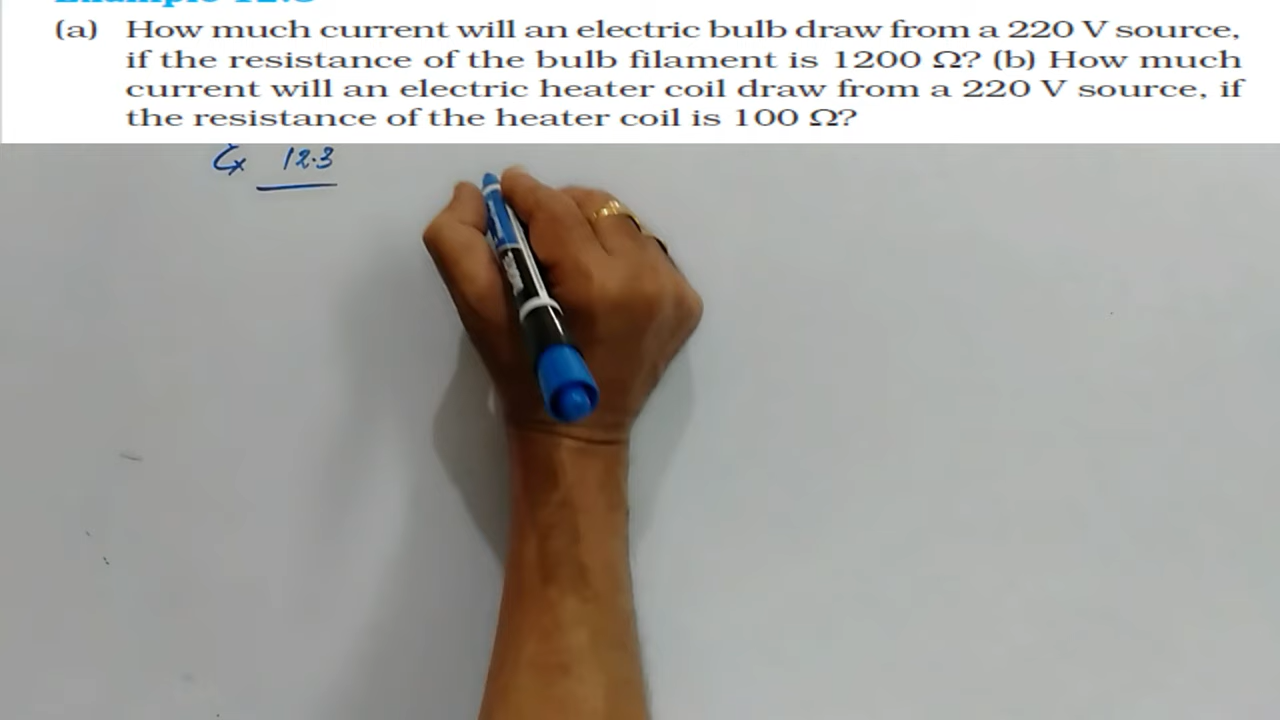 (a) How much current will an electric bulb draw from a 220 V source,
if the resistance of the bulb filament is 1200 Ω? (b) How much
current will an electric heater coil draw from a 220 V source, if
the resistance of the heater coil is 100 Ω?
Ex 12.3